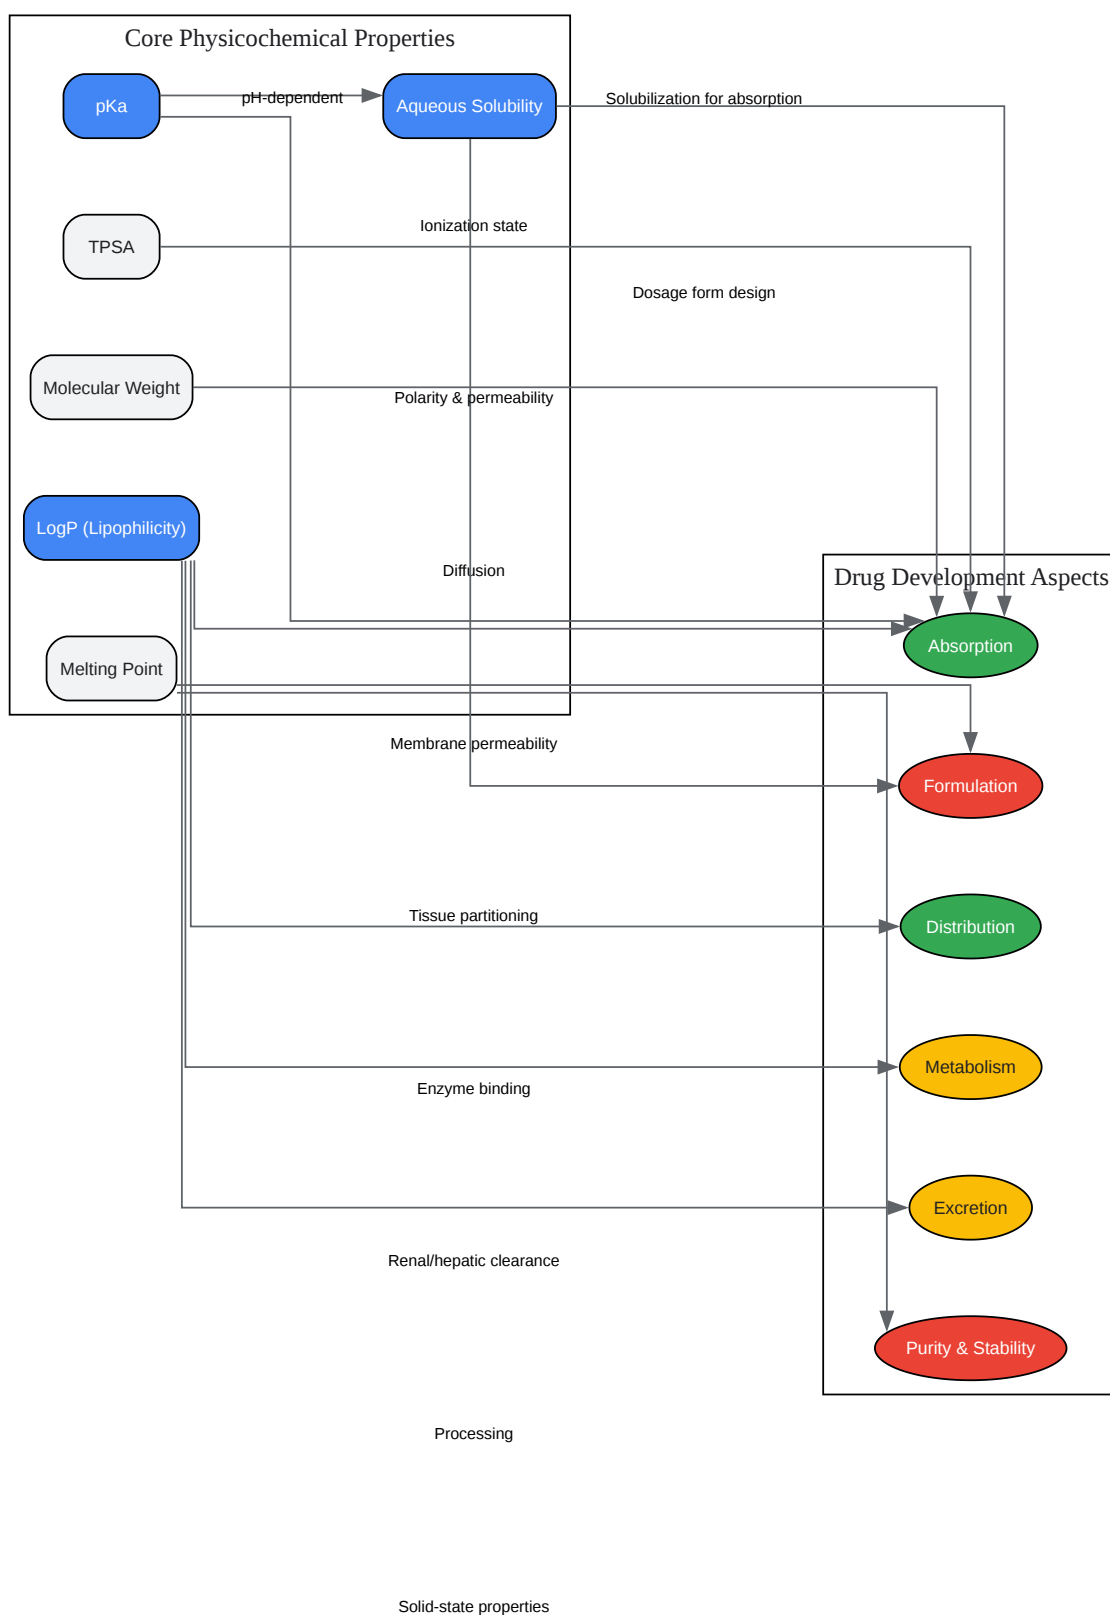 Core Physicochemical Properties
pKa
pH-dependent
Aqueous Solubility
Solubilization for absorption
Ionization state
TPSA
Dosage form design
Molecular Weight
Polarity & permeability
LogP (Lipophilicity)
Diffusion
Drug Development Aspects
Absorption
Melting Point
Membrane permeability
Formulation
Tissue partitioning
Distribution
Enzyme binding
Metabolism
Excretion
Renal/hepatic clearance
Purity & Stability
Processing
Solid-state properties